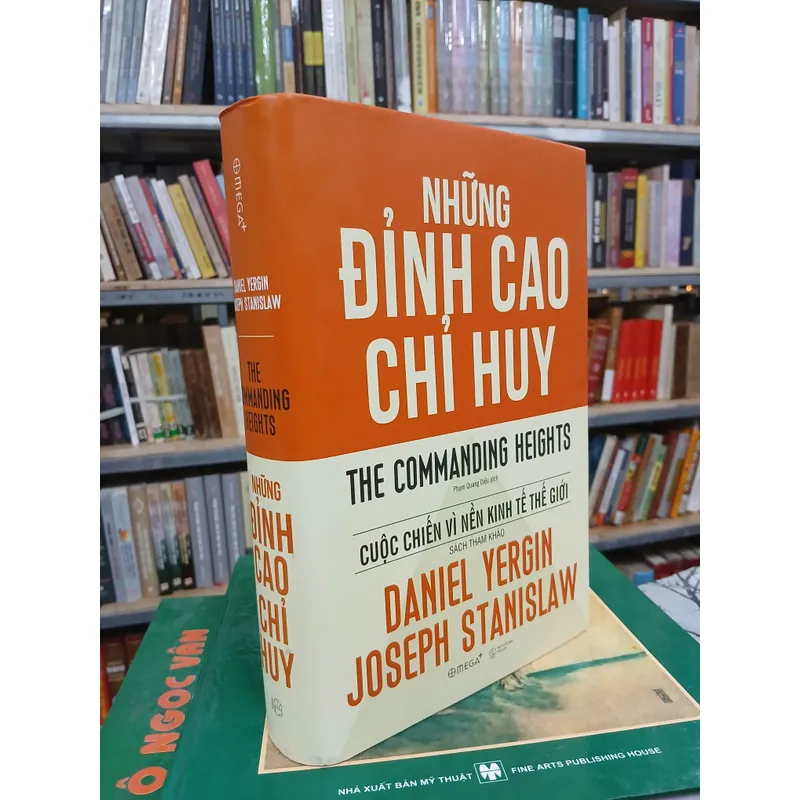 OMEGA+
DANIEL YERGIN
JOSEPH STANISLAW
THE
COMMANDING
HEIGHTS
NHỮNG
ĐỈNH
CAO
CHỈ
HUY
NHỮNG
ĐỈNH CAO
CHỈ HUY
THE COMMANDING HEIGHTS
Phạm Quang Diệu dịch
CUỘC CHIẾN VÌ NỀN KINH TẾ THẾ GIỚI
SÁCH THAM KHẢO
DANIEL YERGIN
JOSEPH STANISLAW
OMEGA+
Ô NGỌC VÂN
NHÀ XUẤT BẢN MỸ THUẬT FINE ARTS PUBLISHING HOUSE